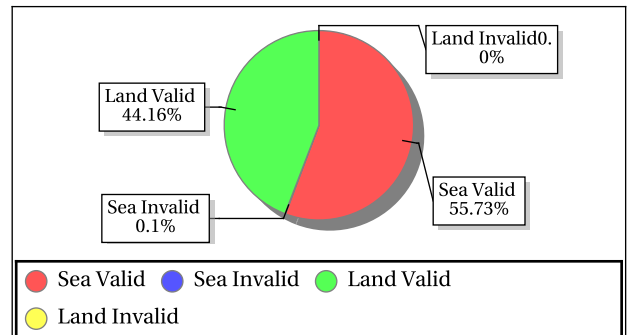 Land Invalid0.
0%
Land Valid
44.16%
Sea Valid
55.73%
Sea Invalid
0.1%
Sea Valid
Sea Invalid
Land Valid
Land Invalid